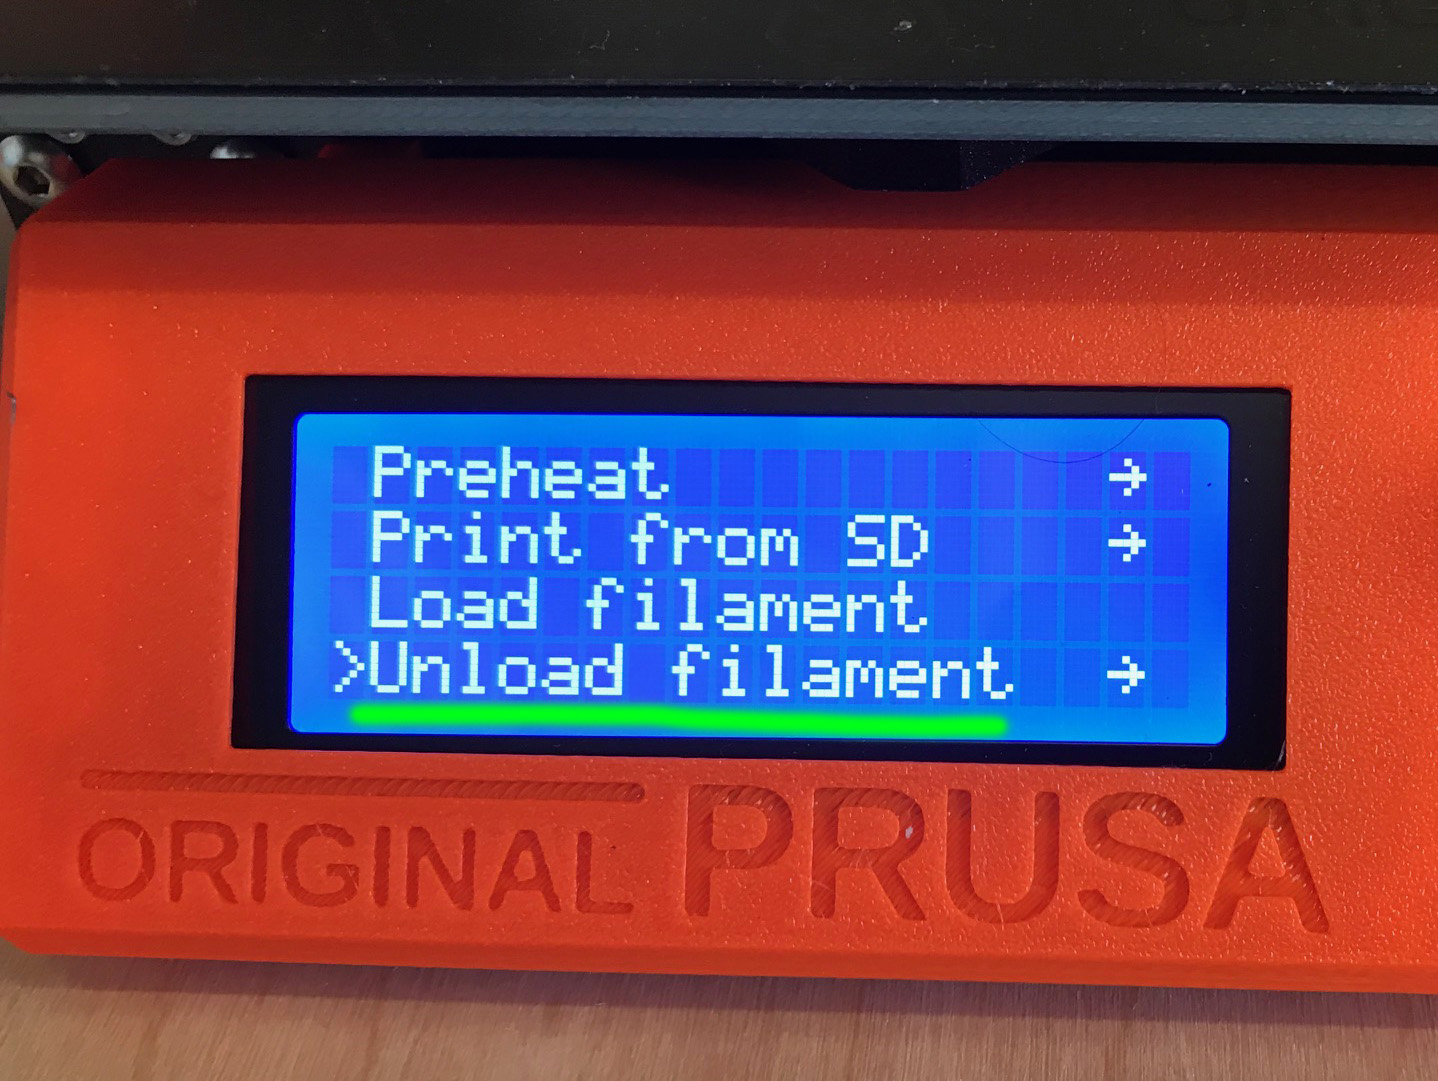 Preheat →
Print from SD →
Load filament
>Unload filament →
ORIGINAL PRUSA